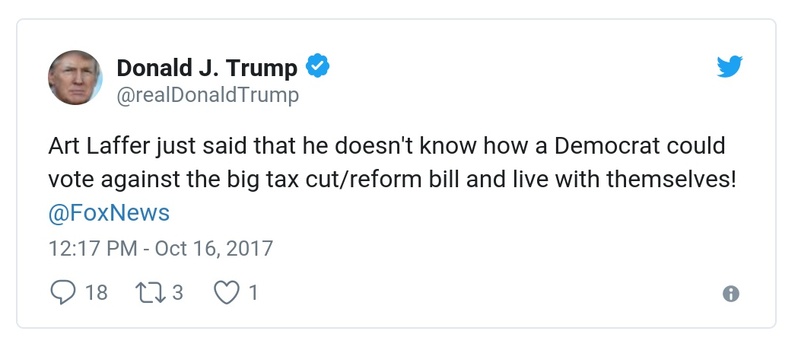 Donald J. Trump
@realDonaldTrump
Art Laffer just said that he doesn't know how a Democrat could
vote against the big tax cut/reform bill and live with themselves!
@FoxNews
12:17 PM - Oct 16, 2017
18 3 1